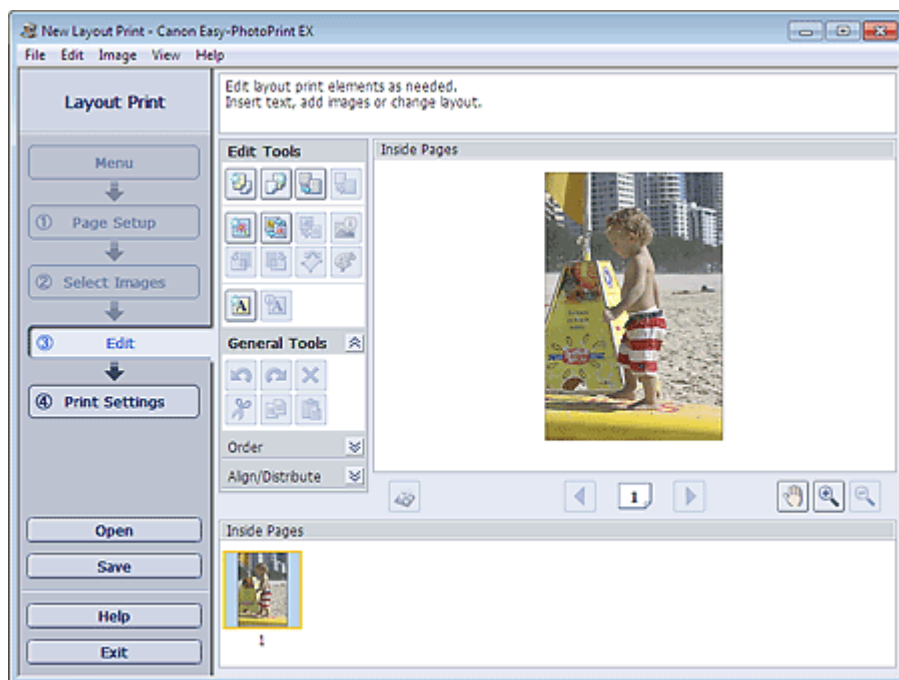 New Layout Print - Canon Easy-PhotoPrint EX
File Edit Image View Help
Layout Print
Edit layout print elements as needed.
Insert text, add images or change layout.
Menu
① Page Setup
② Select Images
③ Edit
④ Print Settings
Open
Save
Help
Exit
Edit Tools
A A
General Tools
Order
Align/Distribute
Inside Pages
1
Inside Pages
1